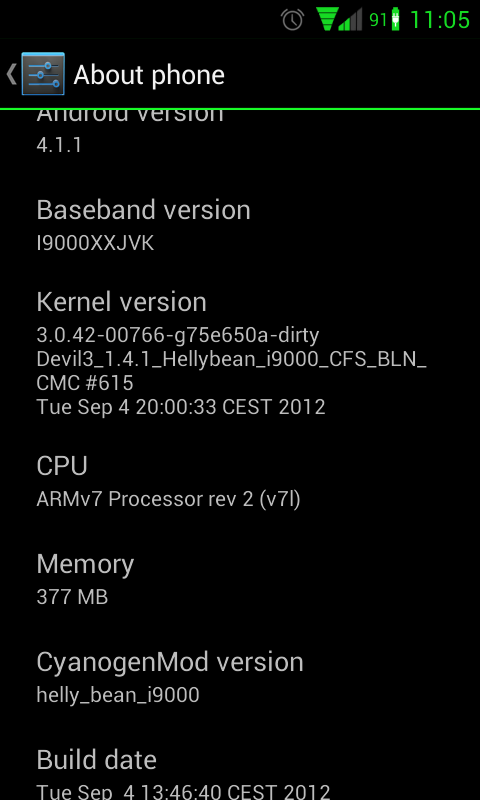 91 11:05
About phone
Android version
4.1.1
Baseband version
I9000XXJVK
Kernel version
3.0.42-00766-g75e650a-dirty
Devil3_1.4.1_Hellybean_i9000_CFS_BLN_
CMC #615
Tue Sep 4 20:00:33 CEST 2012
CPU
ARMv7 Processor rev 2 (v7l)
Memory
377 MB
CyanogenMod version
helly_bean_i9000
Build date
Tue Sep  4 13:46:40 CEST 2012